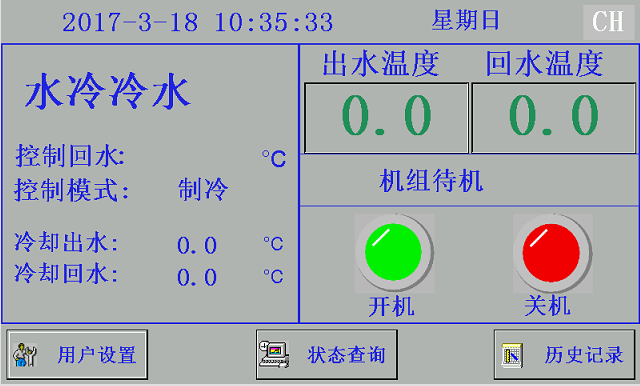 2017-3-18 10:35:33 星期日 CH
水冷冷水
控制回水: °C
控制模式: 制冷
冷却出水: 0.0 °C
冷却回水: 0.0 °C
出水温度 回水温度
0.0 0.0
机组待机
开机 关机
用户设置 状态查询 历史记录